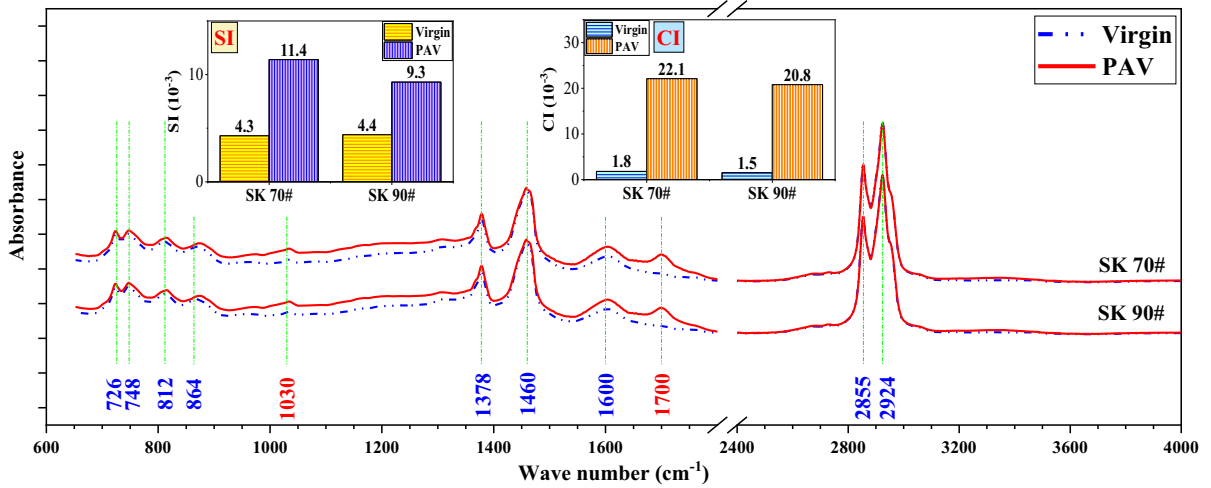 SI
Virgin
PAV
SI (10⁻³)
10
0
4.3
11.4
4.4
9.3
SK 70#
SK 90#
Virgin
PAV
CI
CI (10⁻³)
30
20
10
0
1.8
22.1
1.5
20.8
SK 70#
SK 90#
Virgin
PAV
Absorbance
SK 70#
SK 90#
726
748
812
864
1030
1378
1460
1600
1700
2855
2924
600 800 1000 1200 1400 1600 2400 2800 3200 3600 4000
Wave number (cm⁻¹)